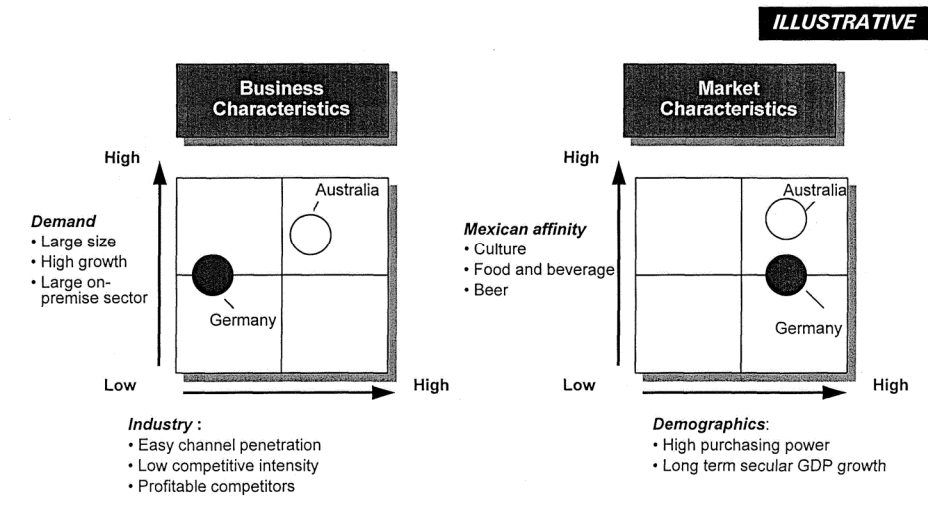 ILLUSTRATIVE
Business
Characteristics
High
Australia
Demand
• Large size
• High growth
• Large on-
premise sector
Germany
Low
High
Industry :
• Easy channel penetration
• Low competitive intensity
• Profitable competitors
Market
Characteristics
High
Australia
Mexican affinity
• Culture
• Food and beverage
• Beer
Germany
Low
High
Demographics:
• High purchasing power
• Long term secular GDP growth